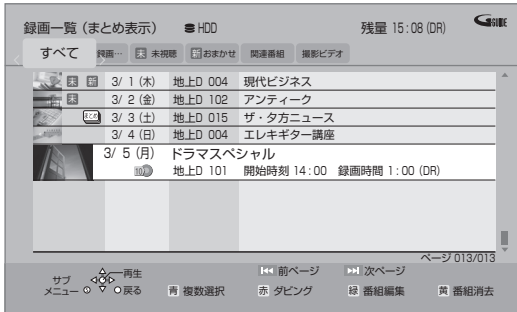 録画一覧 (まとめ表示) HDD 残量 15:08 (DR) GGUIDE
すべて 録画… 未 未視聴 新 おまかせ 関連番組 撮影ビデオ
未 新 3/ 1 (木) 地上D 004 現代ビジネス
未 3/ 2 (金) 地上D 102 アンティーク
まとめ 3/ 3 (土) 地上D 015 ザ・夕方ニュース
3/ 4 (日) 地上D 004 エレキギター講座
3/ 5 (月) ドラマスペシャル
10 地上D 101 開始時刻 14:00 録画時間 1:00 (DR)
ページ 013/013
サブメニュー 再生 戻る 前ページ 次ページ
青 複数選択 赤 ダビング 緑 番組編集 黄 番組消去